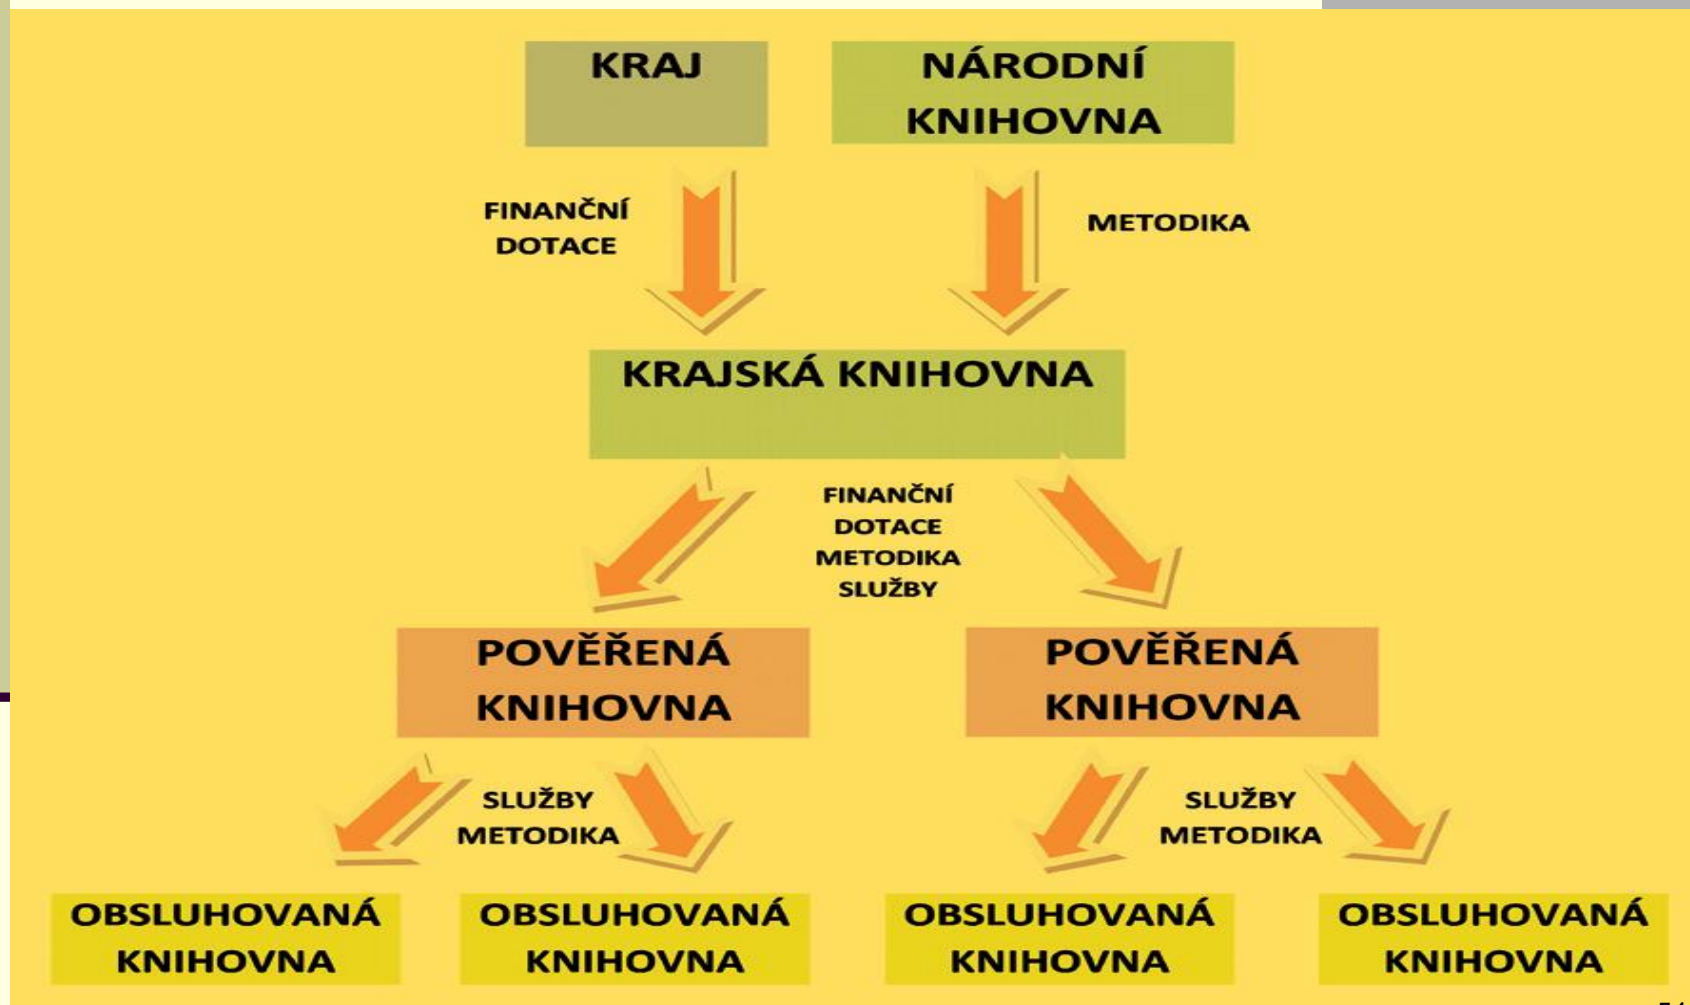 KRAJ
NÁRODNÍ
KNIHOVNA
FINANČNÍ
DOTACE
METODIKA
KRAJSKÁ KNIHOVNA
FINANČNÍ
DOTACE
METODIKA
SLUŽBY
POVĚŘENÁ
KNIHOVNA
POVĚŘENÁ
KNIHOVNA
SLUŽBY
METODIKA
SLUŽBY
METODIKA
OBSLUHOVANÁ
KNIHOVNA
OBSLUHOVANÁ
KNIHOVNA
OBSLUHOVANÁ
KNIHOVNA
OBSLUHOVANÁ
KNIHOVNA